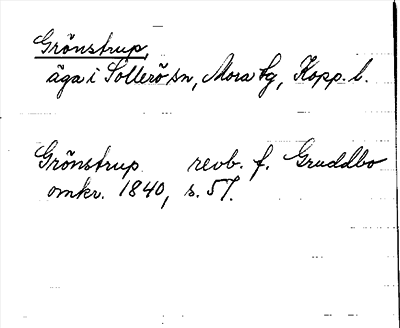 Grönstrup,
äga i Sollerö sn, Mora tg, Kopp. l.
Grönstrup revb. f. Gruddbo
omkr. 1840, s. 57.